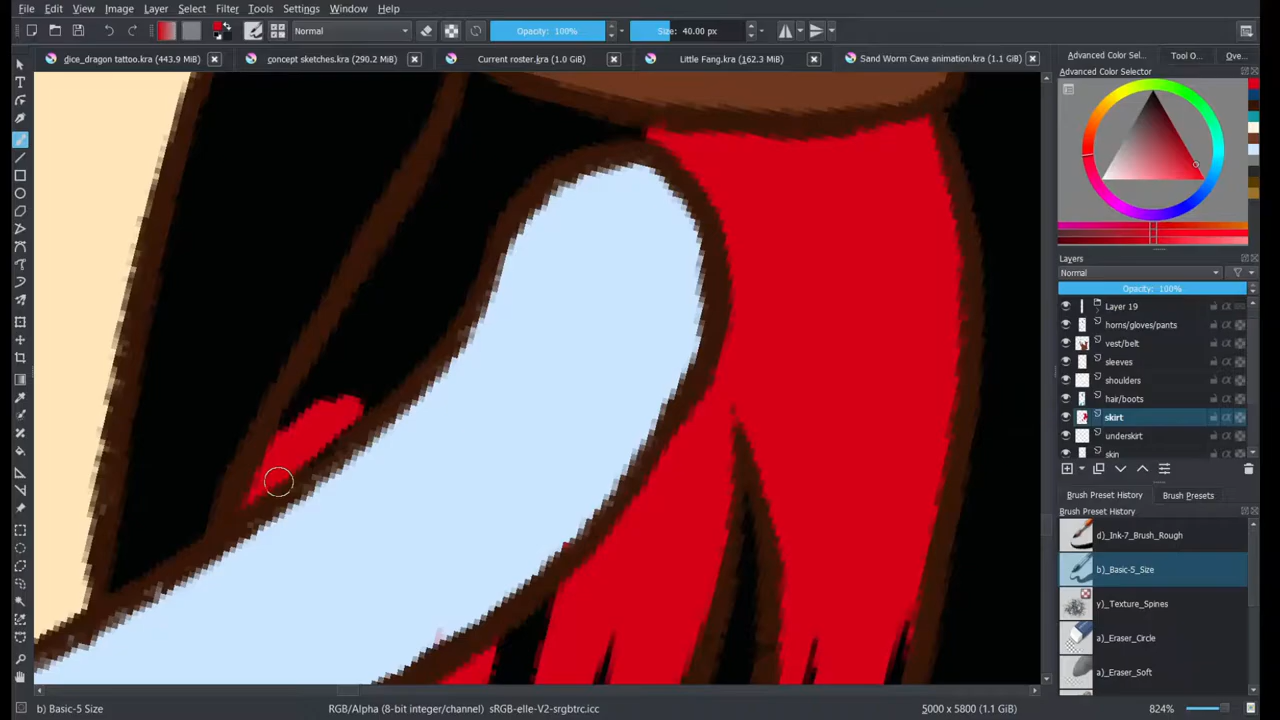 File Edit View Image Layer Select Filter Tools Settings Window Help
Normal Opacity: 100% Size: 40.00 px
dice_dragon tattoo.kra (443.9 MiB) concept sketches.kra (290.2 MiB) Current roster.kra (1.0 GiB) Little Fang.kra (162.3 MiB) Sand Worm Cave animation.kra (1.1 GiB)
Advanced Color Sel... Tool O... Ove...
Advanced Color Selector
Layers
Normal
Opacity: 100%
Layer 19
horns/gloves/pants
vest/belt
sleeves
shoulders
hair/boots
skirt
underskirt
skin
Brush Preset History Brush Presets
Brush Preset History
d)_Ink-7_Brush_Rough
b)_Basic-5_Size
y)_Texture_Spines
a)_Eraser_Circle
a)_Eraser_Soft
b) Basic-5 Size RGB/Alpha (8-bit integer/channel) sRGB-elle-V2-srgbtrc.icc 5000 x 5800 (1.1 GiB) 824%